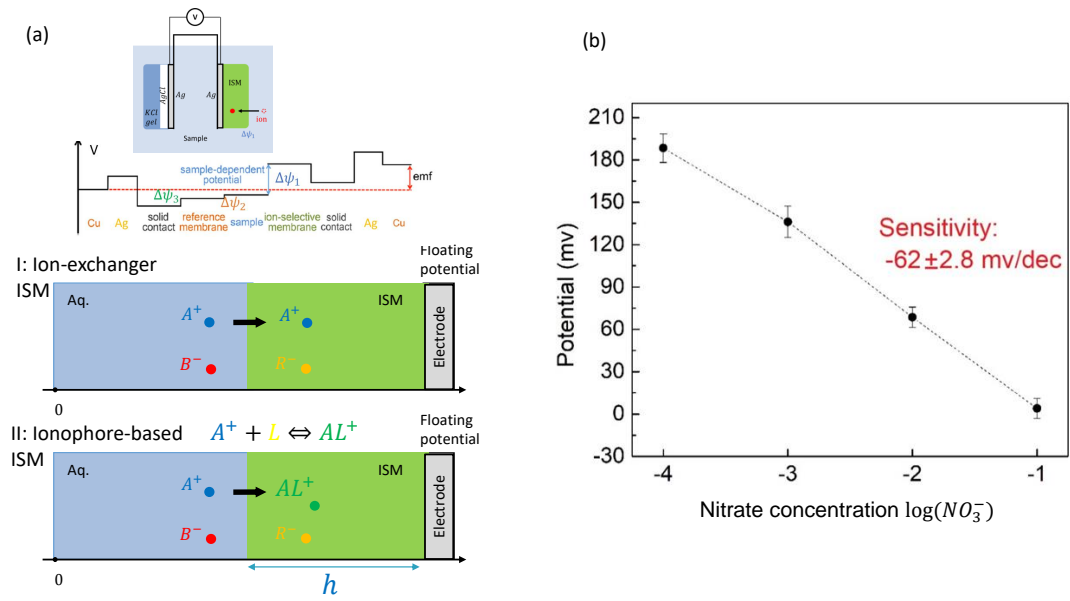 (a)
V
AgCl
Ag
Ag
ISM
KCl
gel
ion
Sample
Δψ₁
V
sample-dependent
potential
Δψ₁
emf
Δψ₃
Δψ₂
Cu
Ag
solid
contact
reference
membrane
sample
ion-selective
membrane
solid
contact
Ag
Cu
I: Ion-exchanger
ISM
Floating
potential
Aq.
ISM
A⁺
A⁺
B⁻
R⁻
Electrode
0
II: Ionophore-based A⁺ + L ⇔ AL⁺
ISM
Floating
potential
Aq.
ISM
A⁺
AL⁺
B⁻
R⁻
Electrode
0
h
(b)
210
180
150
120
90
60
30
0
-30
Potential (mv)
Sensitivity:
-62±2.8 mv/dec
-4 -3 -2 -1
Nitrate concentration log(NO₃⁻)